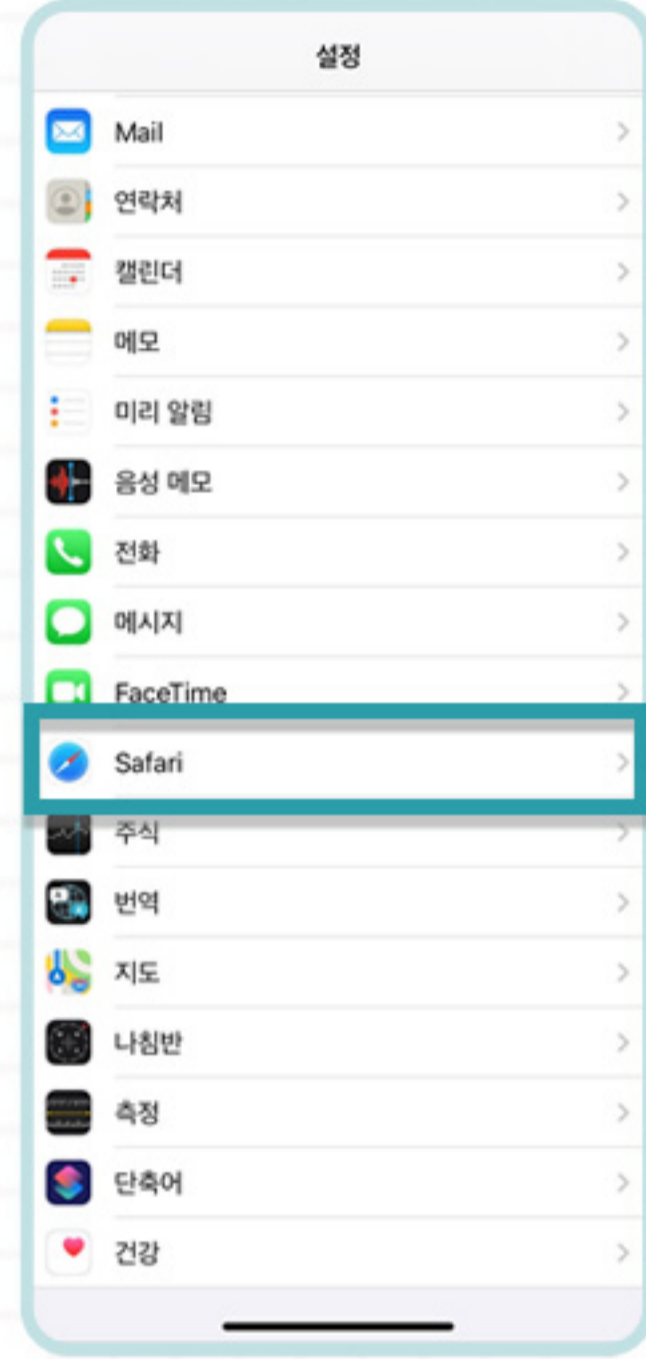 설정
Mail
연락처
캘린더
메모
미리 알림
음성 메모
전화
메시지
FaceTime
Safari
주식
번역
지도
나침반
측정
단축어
건강